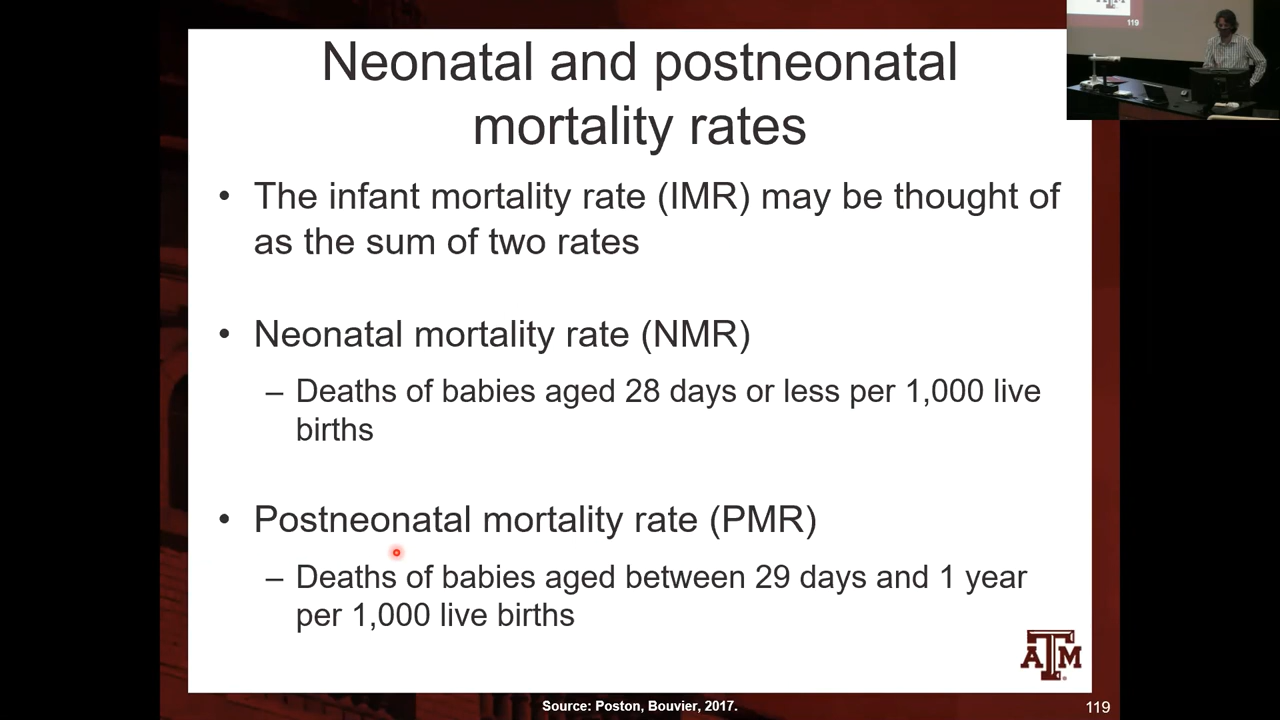 Neonatal and postneonatal
mortality rates
• The infant mortality rate (IMR) may be thought of
as the sum of two rates
• Neonatal mortality rate (NMR)
– Deaths of babies aged 28 days or less per 1,000 live
births
• Postneonatal mortality rate (PMR)
– Deaths of babies aged between 29 days and 1 year
per 1,000 live births
ATM
Source: Poston, Bouvier, 2017.
119
119